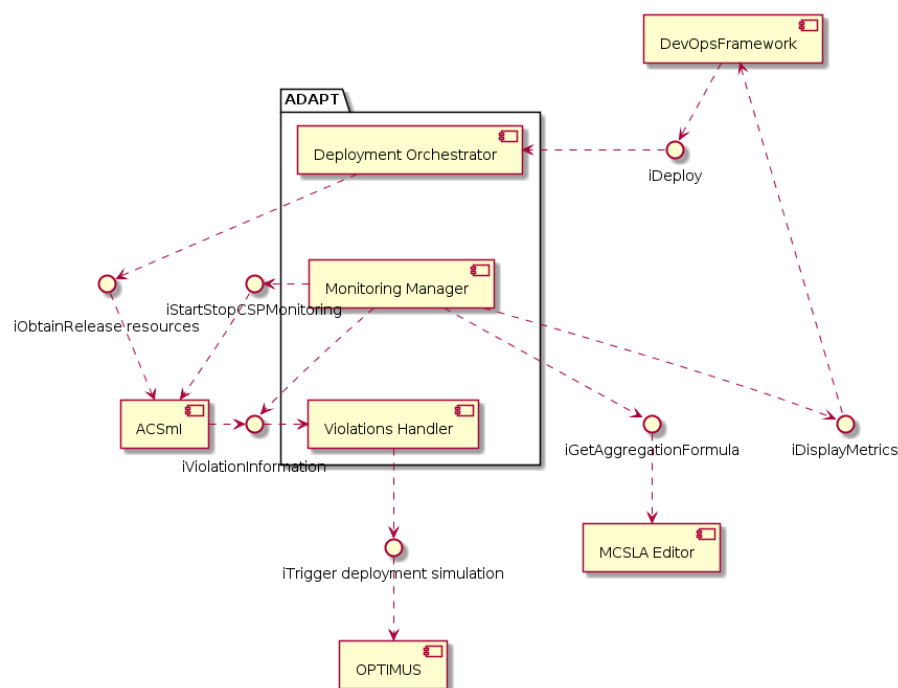 DevOpsFramework
ADAPT
Deployment Orchestrator
iDeploy
Monitoring Manager
iStartStopCSPMonitoring
iObtainRelease resources
ACSmI
Violations Handler
iGetAggregationFormula
iDisplayMetrics
iViolationInformation
MCSLA Editor
iTrigger deployment simulation
OPTIMUS